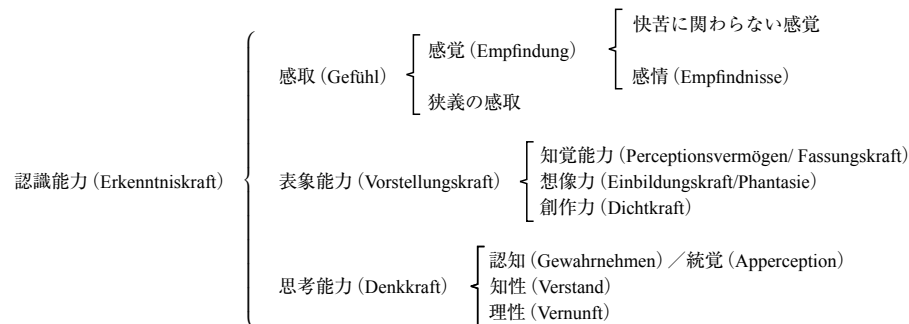 快苦に関わらない感覚
感覚（Empfindung）
感取（Gefühl）
感情（Empfindnisse）
狭義の感取
知覚能力（Perceptionsvermögen/ Fassungskraft）
認識能力（Erkenntniskraft）
表象能力（Vorstellungskraft）
想像力（Einbildungskraft/Phantasie）
創作力（Dichtkraft）
認知（Gewahrnehmen）／統覚（Apperception）
思考能力（Denkkraft）
知性（Verstand）
理性（Vernunft）